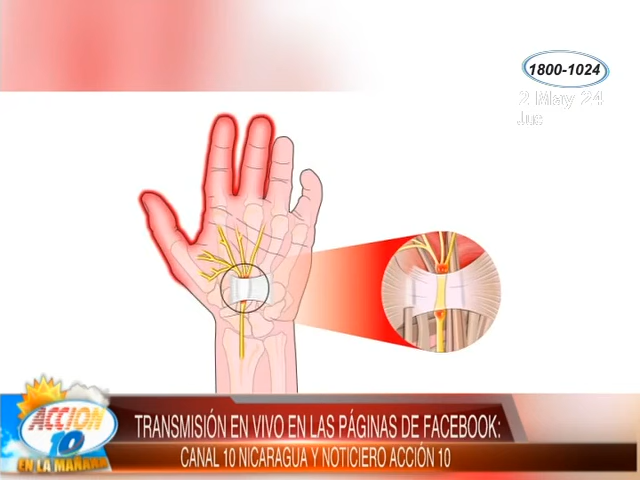 1800-1024
2 May 24
Jue
ACCION
10
EN LA MAÑANA
TRANSMISIÓN EN VIVO EN LAS PÁGINAS DE FACEBOOK:
CANAL 10 NICARAGUA Y NOTICIERO ACCIÓN 10